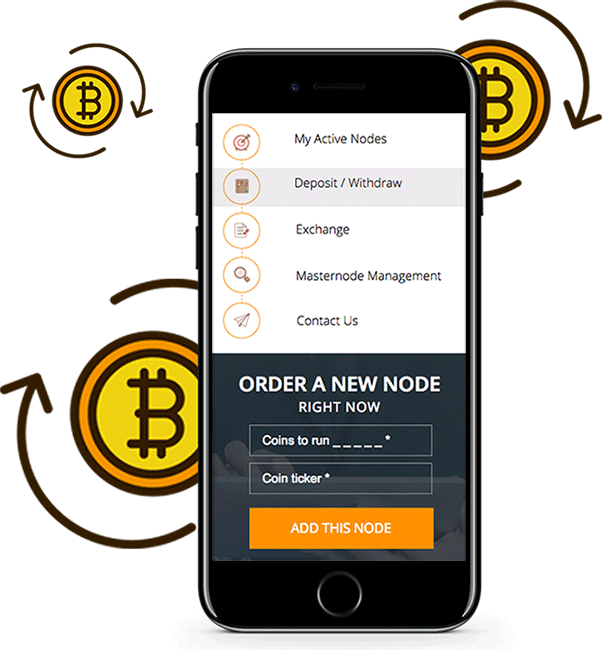 My Active Nodes
Deposit / Withdraw
Exchange
Masternode Management
Contact Us
ORDER A NEW NODE
RIGHT NOW
Coins to run _ _ _ _ _ *
Coin ticker *
ADD THIS NODE